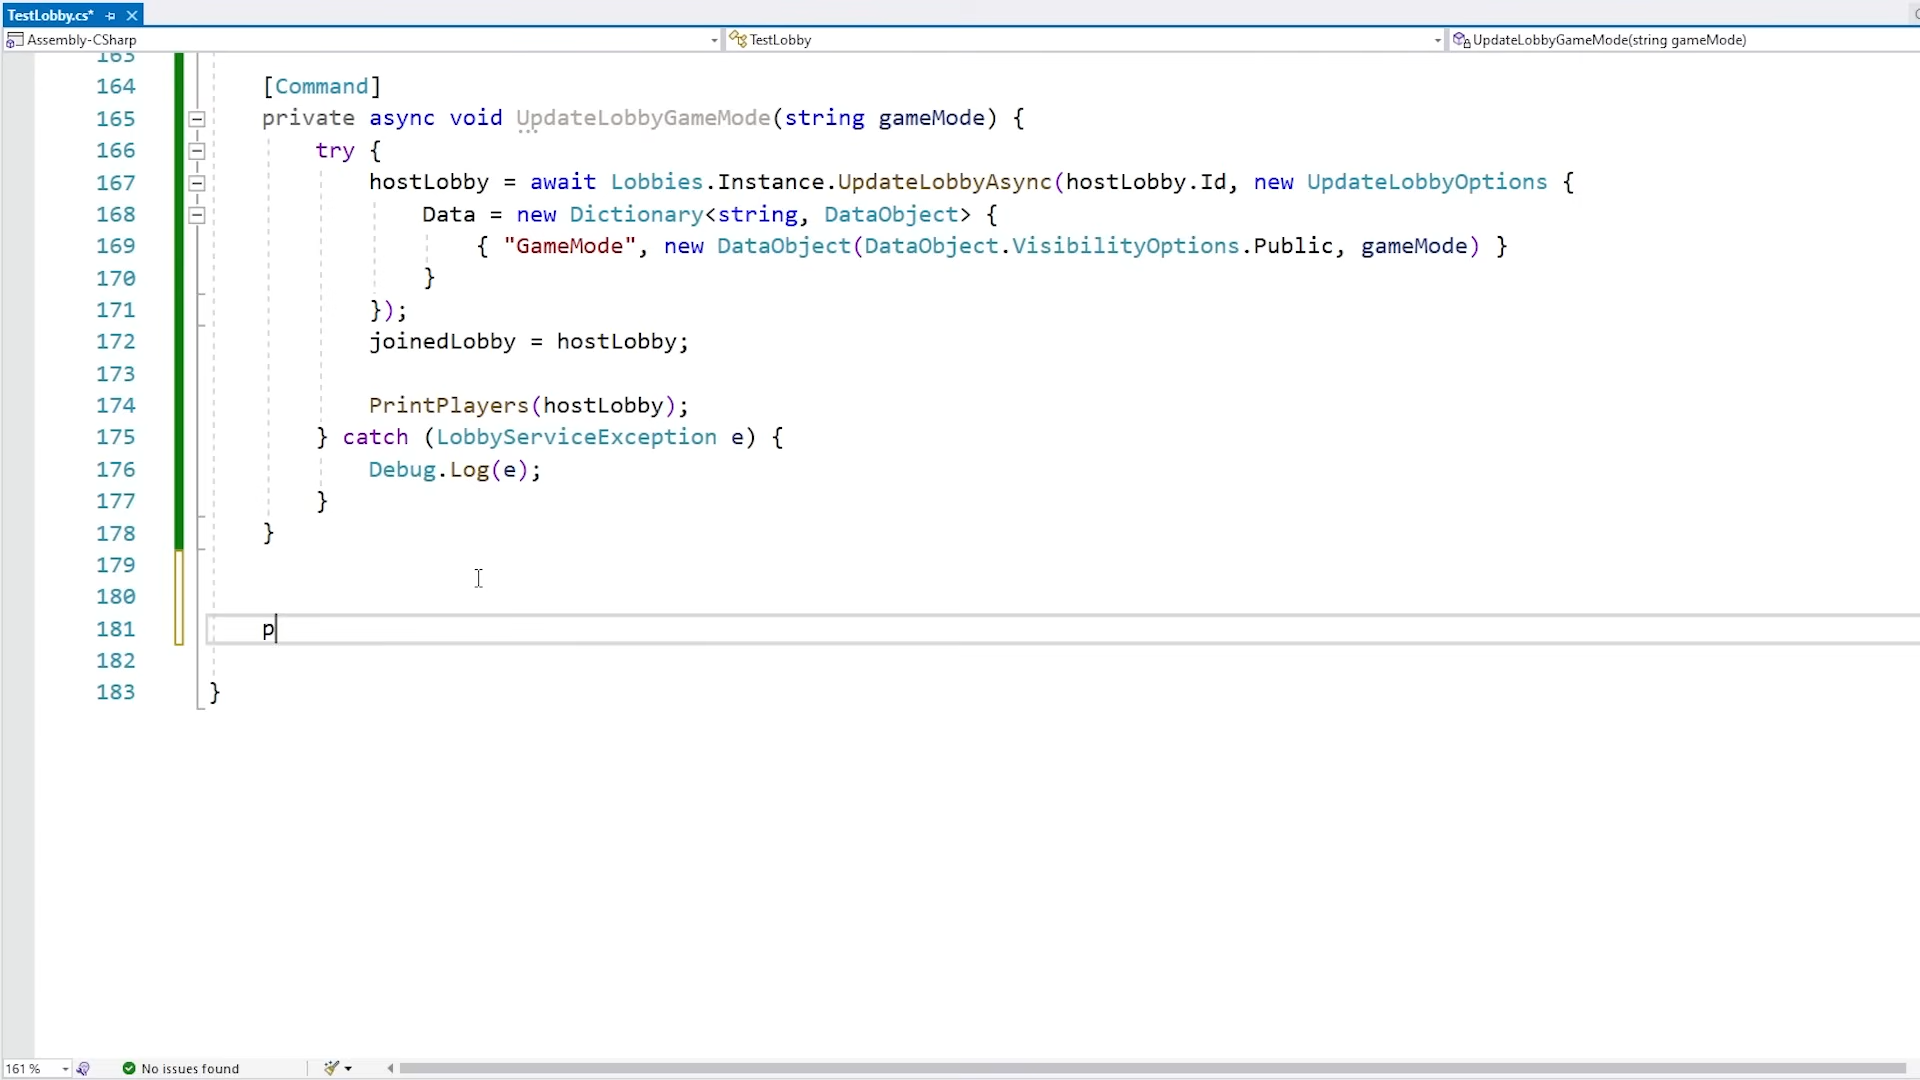 TestLobby.cs*
Assembly-CSharp TestLobby UpdateLobbyGameMode(string gameMode)
163
164 [Command]
165 private async void UpdateLobbyGameMode(string gameMode) {
166 try {
167 hostLobby = await Lobbies.Instance.UpdateLobbyAsync(hostLobby.Id, new UpdateLobbyOptions {
168 Data = new Dictionary<string, DataObject> {
169 { "GameMode", new DataObject(DataObject.VisibilityOptions.Public, gameMode) }
170 }
171 });
172 joinedLobby = hostLobby;
173
174 PrintPlayers(hostLobby);
175 } catch (LobbyServiceException e) {
176 Debug.Log(e);
177 }
178 }
179
180
181 p
182
183 }
161 % No issues found